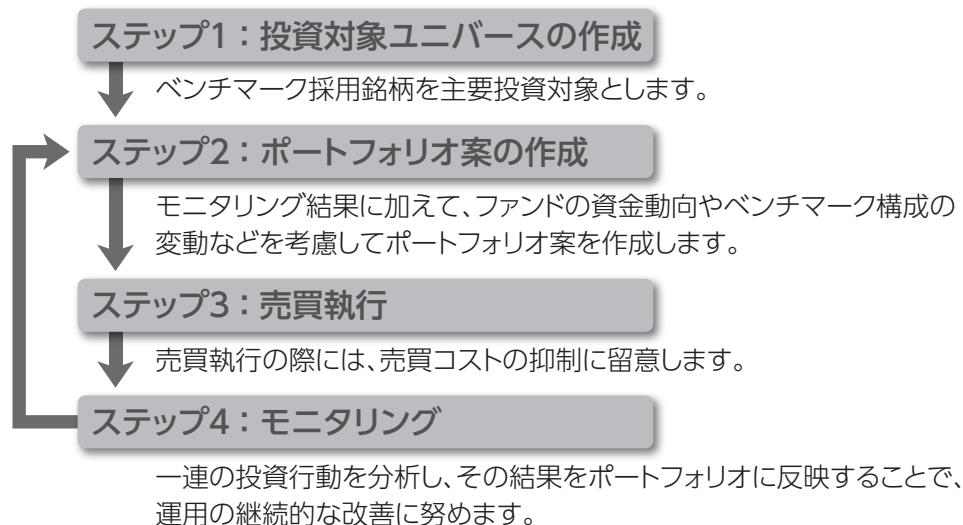 ステップ1：投資対象ユニバースの作成
ベンチマーク採用銘柄を主要投資対象とします。
ステップ2：ポートフォリオ案の作成
モニタリング結果に加えて、ファンドの資金動向やベンチマーク構成の
変動などを考慮してポートフォリオ案を作成します。
ステップ3：売買執行
売買執行の際には、売買コストの抑制に留意します。
ステップ4：モニタリング
一連の投資行動を分析し、その結果をポートフォリオに反映することで、
運用の継続的な改善に努めます。